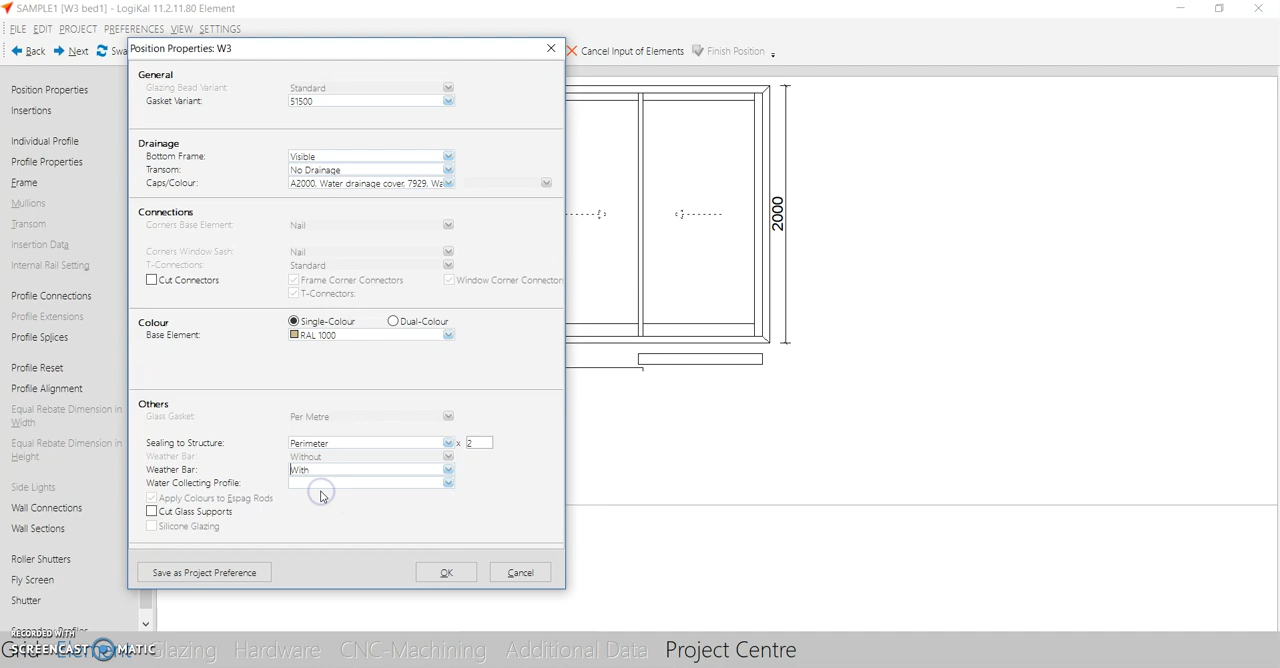 SAMPLE1 [W3 bed1] - LogiKal 11.2.11.80 Element
FILE EDIT PROJECT PREFERENCES VIEW SETTINGS
Back Next Swa Cancel Input of Elements Finish Position
Position Properties: W3
Position Properties
Insertions
Individual Profile
Profile Properties
Frame
Mullions
Transom
Insertion Data
Internal Rail Setting
Profile Connections
Profile Extensions
Profile Splices
Profile Reset
Profile Alignment
Equal Rebate Dimension in
Width
Equal Rebate Dimension in
Height
Side Lights
Wall Connections
Wall Sections
Roller Shutters
Fly Screen
Shutter
General
Glazing Bead Variant: Standard
Gasket Variant: 51500
Drainage
Bottom Frame: Visible
Transom: No Drainage
Caps/Colour: A2000, Water drainage cover, 7929, Wa
Connections
Corners Base Element: Nail
Corners Window Sash: Nail
T-Connections: Standard
Cut Connectors Frame Corner Connectors Window Corner Connectors
T-Connectors:
Colour Single-Colour Dual-Colour
Base Element: RAL 1000
Others
Glass Gasket: Per Metre
Sealing to Structure: Perimeter x 2
Weather Bar: Without
Weather Bar: With
Water Collecting Profile:
Apply Colours to Espag Rods
Cut Glass Supports
Silicone Glazing
Save as Project Preference OK Cancel
2000
RECORDED WITH
SCREENCAST MATIC
Grid Element Glazing Hardware CNC-Machining Additional Data Project Centre